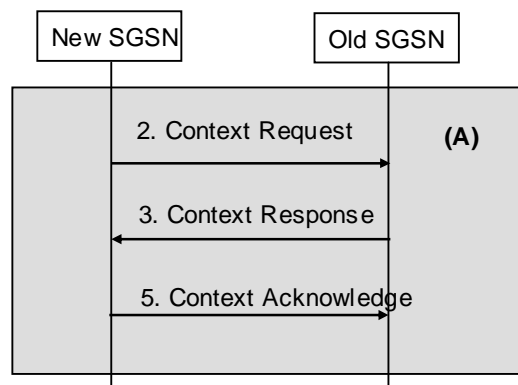 New SGSN
Old SGSN
2. Context Request
(A)
3. Context Response
5. Context Acknowledge